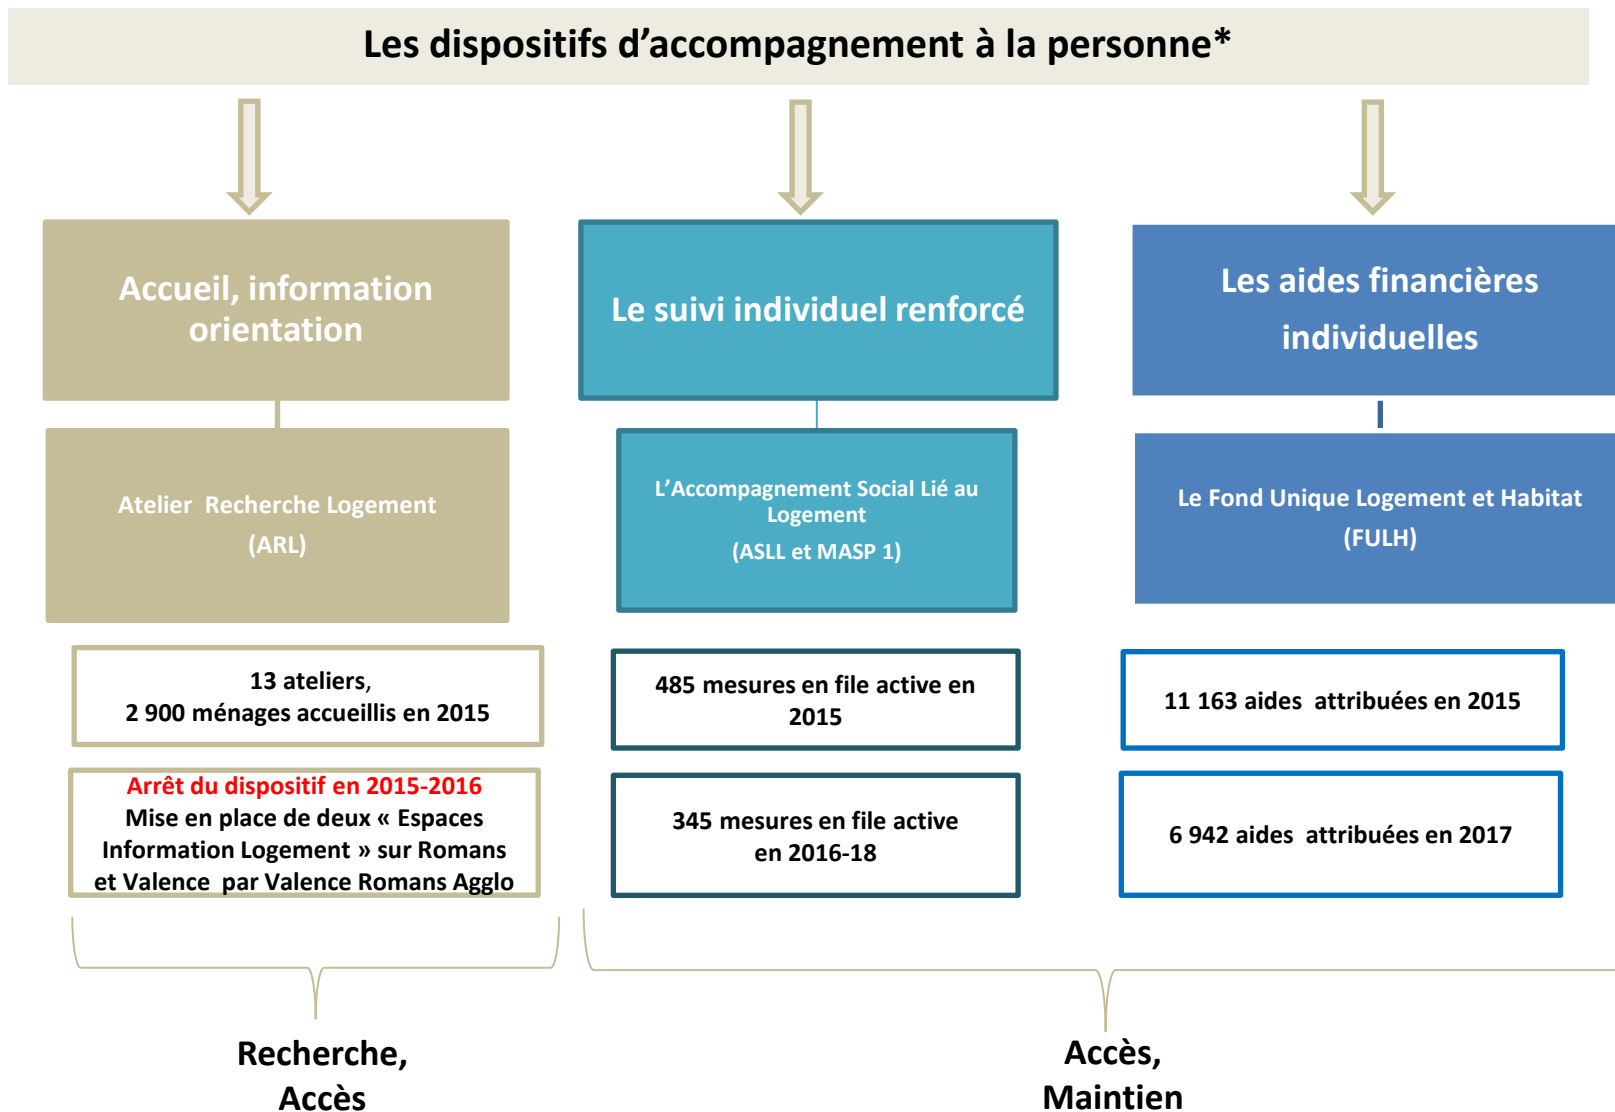 Les dispositifs d’accompagnement à la personne*
Accueil, information
orientation
Atelier Recherche Logement
(ARL)
13 ateliers,
2 900 ménages accueillis en 2015
Arrêt du dispositif en 2015-2016
Mise en place de deux « Espaces
Information Logement » sur Romans
et Valence par Valence Romans Agglo
Recherche,
Accès
Le suivi individuel renforcé
L’Accompagnement Social Lié au
Logement
(ASLL et MASP 1)
485 mesures en file active en
2015
345 mesures en file active
en 2016-18
Les aides financières
individuelles
Le Fond Unique Logement et Habitat
(FULH)
11 163 aides attribuées en 2015
6 942 aides attribuées en 2017
Accès,
Maintien